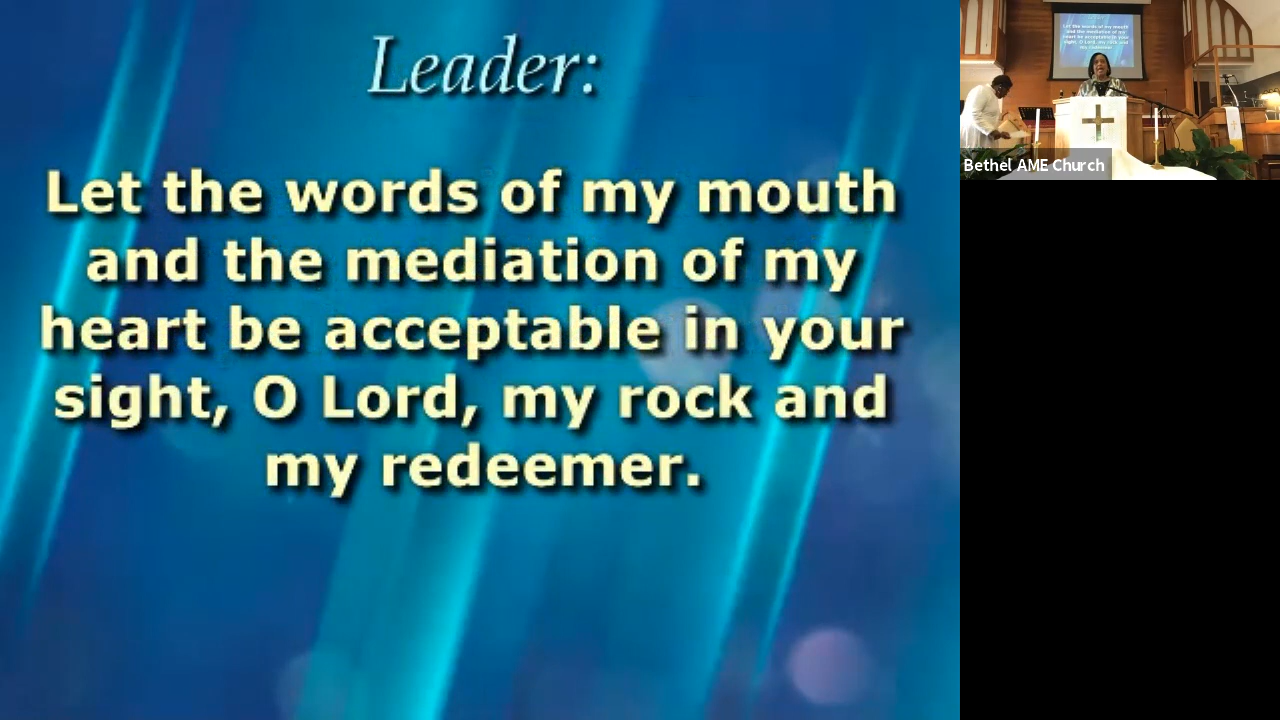 Leader:
Let the words of my mouth
and the mediation of my
heart be acceptable in your
sight, O Lord, my rock and
my redeemer.
Bethel AME Church